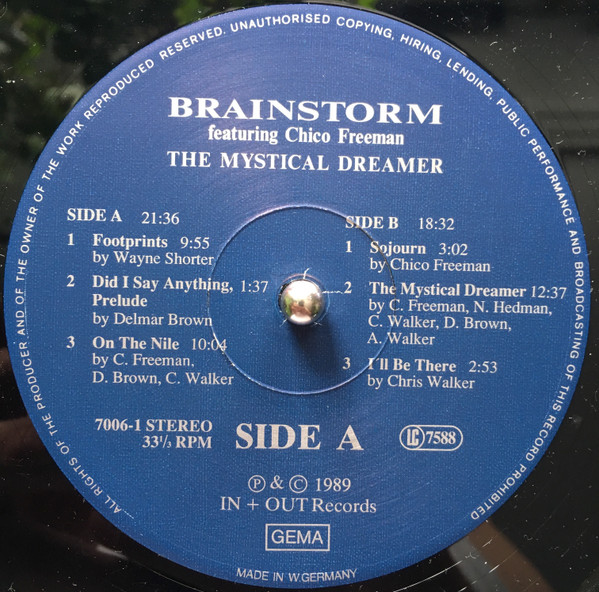 BRAINSTORM
featuring Chico Freeman
THE MYSTICAL DREAMER
SIDE A 21:36
1 Footprints 9:55
by Wayne Shorter
2 Did I Say Anything, 1:37
Prelude
by Delmar Brown
3 On The Nile 10:04
by C. Freeman,
D. Brown, C. Walker
SIDE B 18:32
1 Sojourn 3:02
by Chico Freeman
2 The Mystical Dreamer 12:37
by C. Freeman, N. Hedman,
C. Walker, D. Brown,
A. Walker
3 I'll Be There 2:53
by Chris Walker
7006-1 STEREO
33 1/3 RPM
SIDE A
LC 7588
Ⓟ & © 1989
IN + OUT Records
GEMA
MADE IN W.GERMANY
.....ALL RIGHTS OF THE PRODUCER AND OF THE OWNER OF THE WORK REPRODUCED RESERVED. UNAUTHORISED COPYING, HIRING, LENDING, PUBLIC PERFORMANCE AND BROADCASTING OF THIS RECORD PROHIBITED